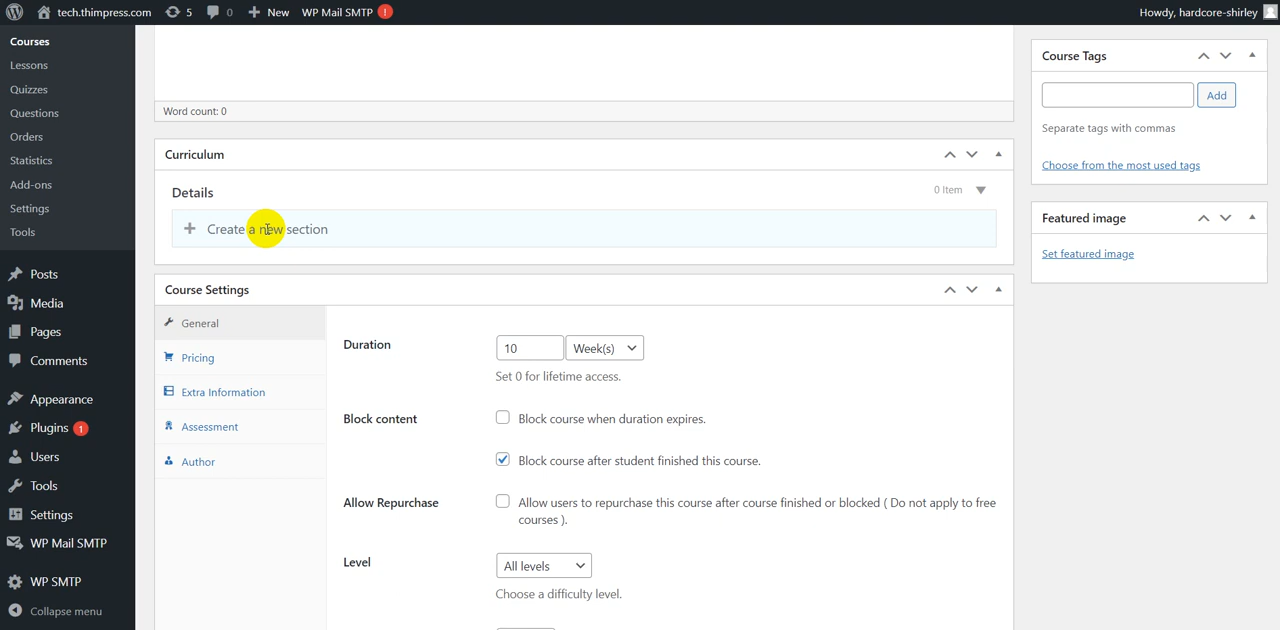 tech.thimpress.com 5 0 New WP Mail SMTP ! Howdy, hardcore-shirley
Courses
Lessons
Quizzes
Questions
Orders
Statistics
Add-ons
Settings
Tools
Posts
Media
Pages
Comments
Appearance
Plugins 1
Users
Tools
Settings
WP Mail SMTP
WP SMTP
Collapse menu
Word count: 0
Curriculum
Details 0 Item
+ Create a new section
Course Settings
General
Pricing
Extra Information
Assessment
Author
Duration 10 Week(s)
Set 0 for lifetime access.
Block content Block course when duration expires.
Block course after student finished this course.
Allow Repurchase Allow users to repurchase this course after course finished or blocked ( Do not apply to free
courses ).
Level All levels
Choose a difficulty level.
Course Tags
Add
Separate tags with commas
Choose from the most used tags
Featured image
Set featured image